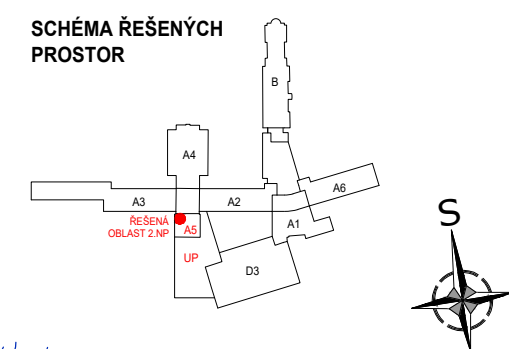 SCHÉMA ŘEŠENÝCH
PROSTOR
B
A4
A6
A3
A2
ŘEŠENÁ
OBLAST 2.NP
A5
A1
UP
D3
S